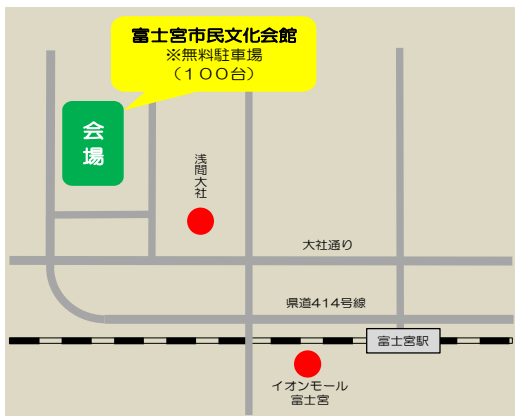 富士宮市民文化会館
※無料駐車場
（１００台）
会
場
浅間大社
大社通り
県道414号線
富士宮駅
イオンモール
富士宮